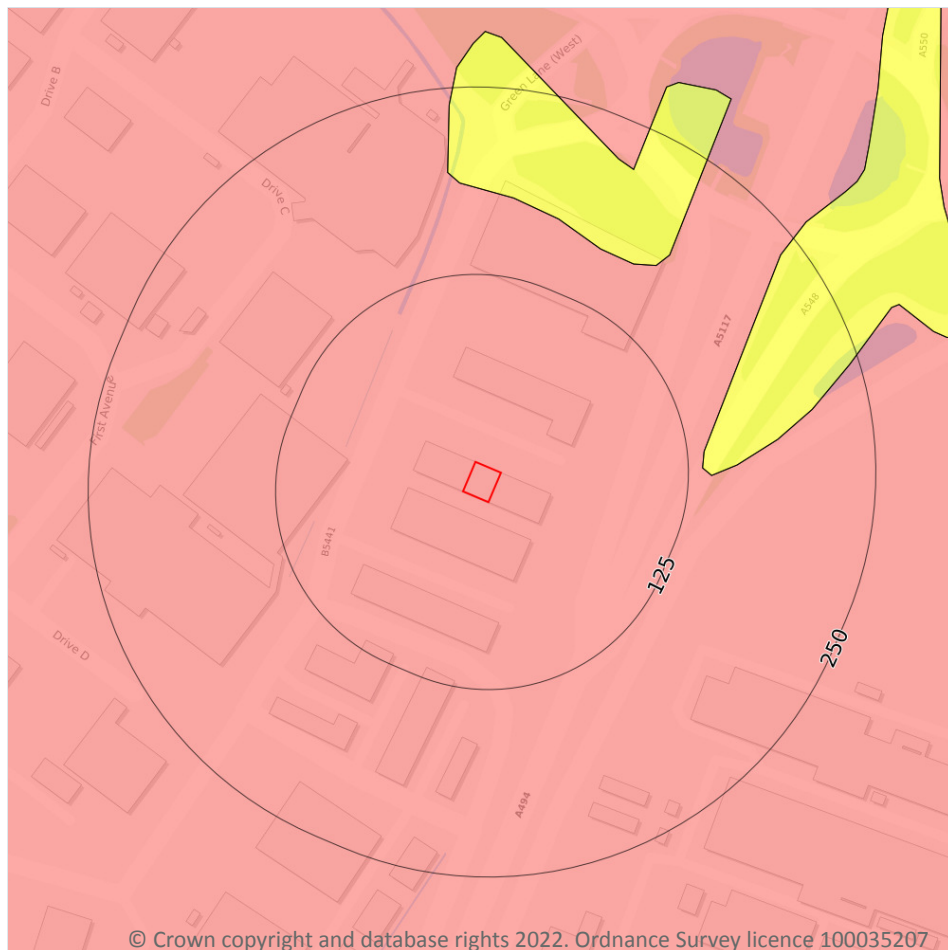 Drive B
Green Lane (West)
A550
Drive C
A548
A5117
First Avenue
B5441
125
250
Drive D
A494
© Crown copyright and database rights 2022. Ordnance Survey licence 100035207